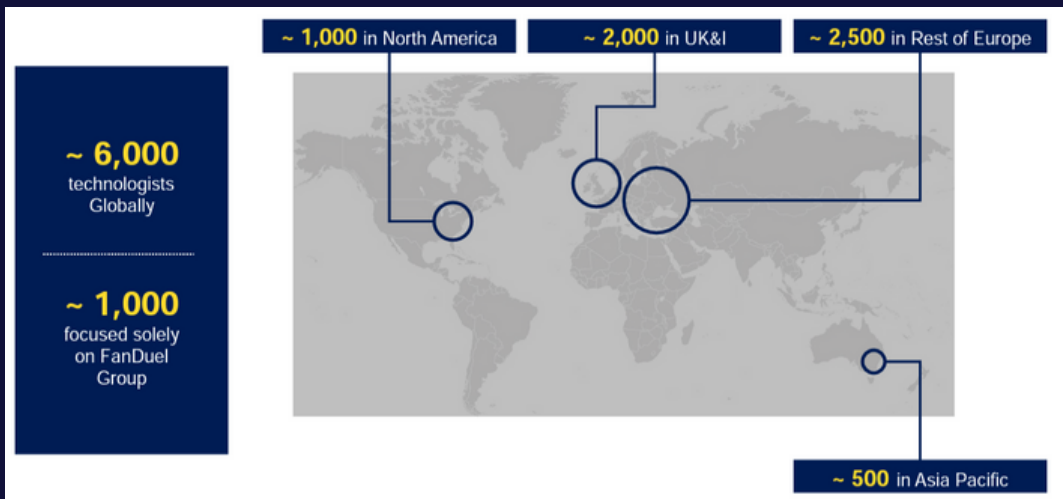 ~ 1,000 in North America
~ 2,000 in UK&I
~ 2,500 in Rest of Europe
~ 6,000
technologists
Globally
~ 1,000
focused solely
on FanDuel
Group
~ 500 in Asia Pacific